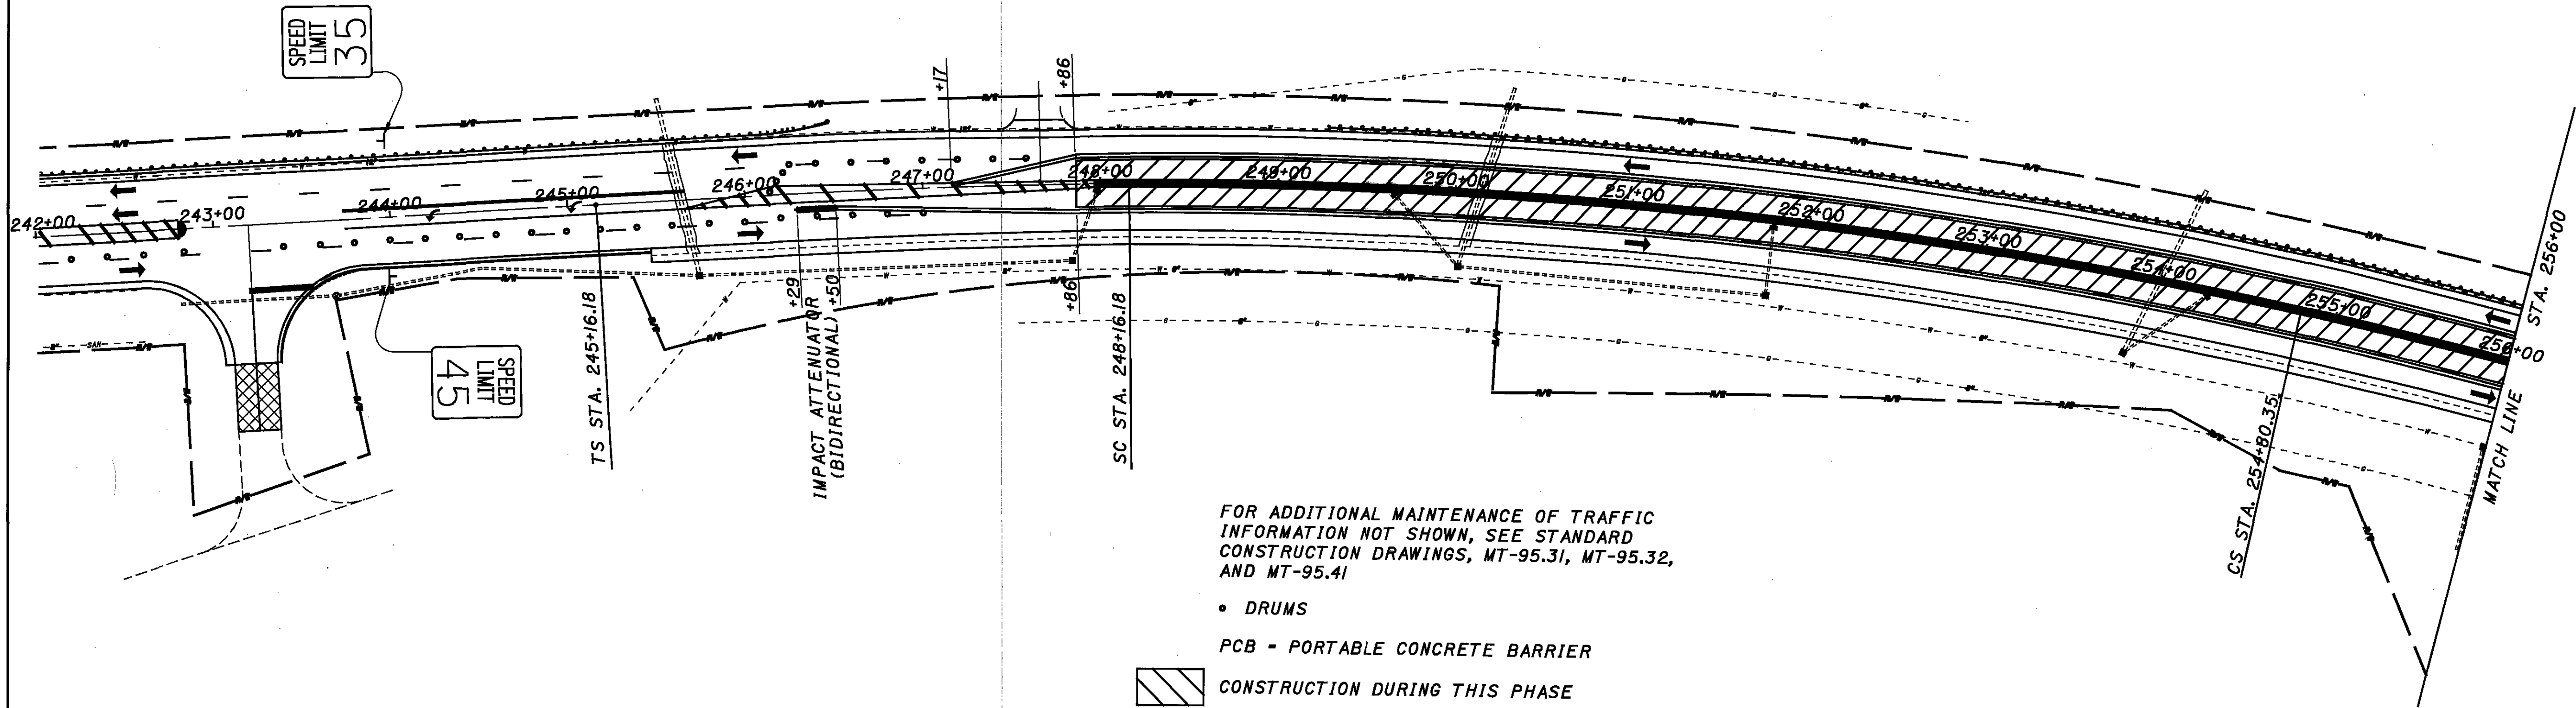 SPEED
LIMIT
35
+17
+86
242+00
243+00
244+00
245+00
246+00
247+00
248+00
249+00
250+00
251+00
252+00
253+00
254+00
255+00
256+00
SPEED
LIMIT
45
TS STA. 245+16.18
+29
IMPACT ATTENUATOR
(BIDIRECTIONAL)
+50
+86
SC STA. 248+16.18
CS STA. 254+80.35
MATCH LINE STA. 256+00
SAN
FOR ADDITIONAL MAINTENANCE OF TRAFFIC
INFORMATION NOT SHOWN, SEE STANDARD
CONSTRUCTION DRAWINGS, MT-95.31, MT-95.32,
AND MT-95.41
DRUMS
PCB - PORTABLE CONCRETE BARRIER
CONSTRUCTION DURING THIS PHASE